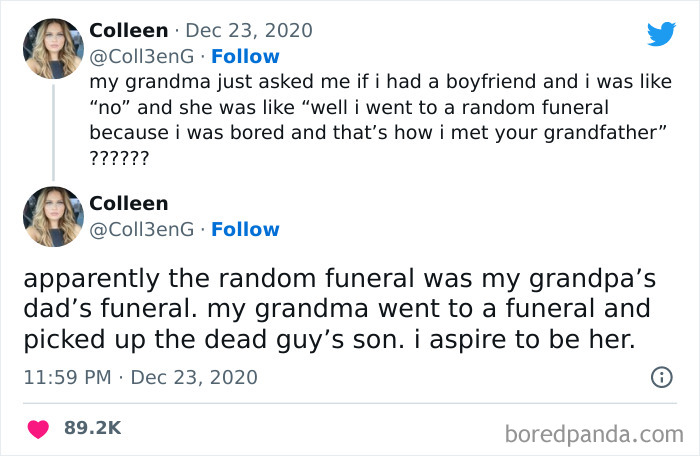 Colleen · Dec 23, 2020
@Coll3enG · Follow
my grandma just asked me if i had a boyfriend and i was like
“no” and she was like “well i went to a random funeral
because i was bored and that’s how i met your grandfather”
??????
Colleen
@Coll3enG · Follow
apparently the random funeral was my grandpa’s
dad’s funeral. my grandma went to a funeral and
picked up the dead guy’s son. i aspire to be her.
11:59 PM · Dec 23, 2020
89.2K
boredpanda.com